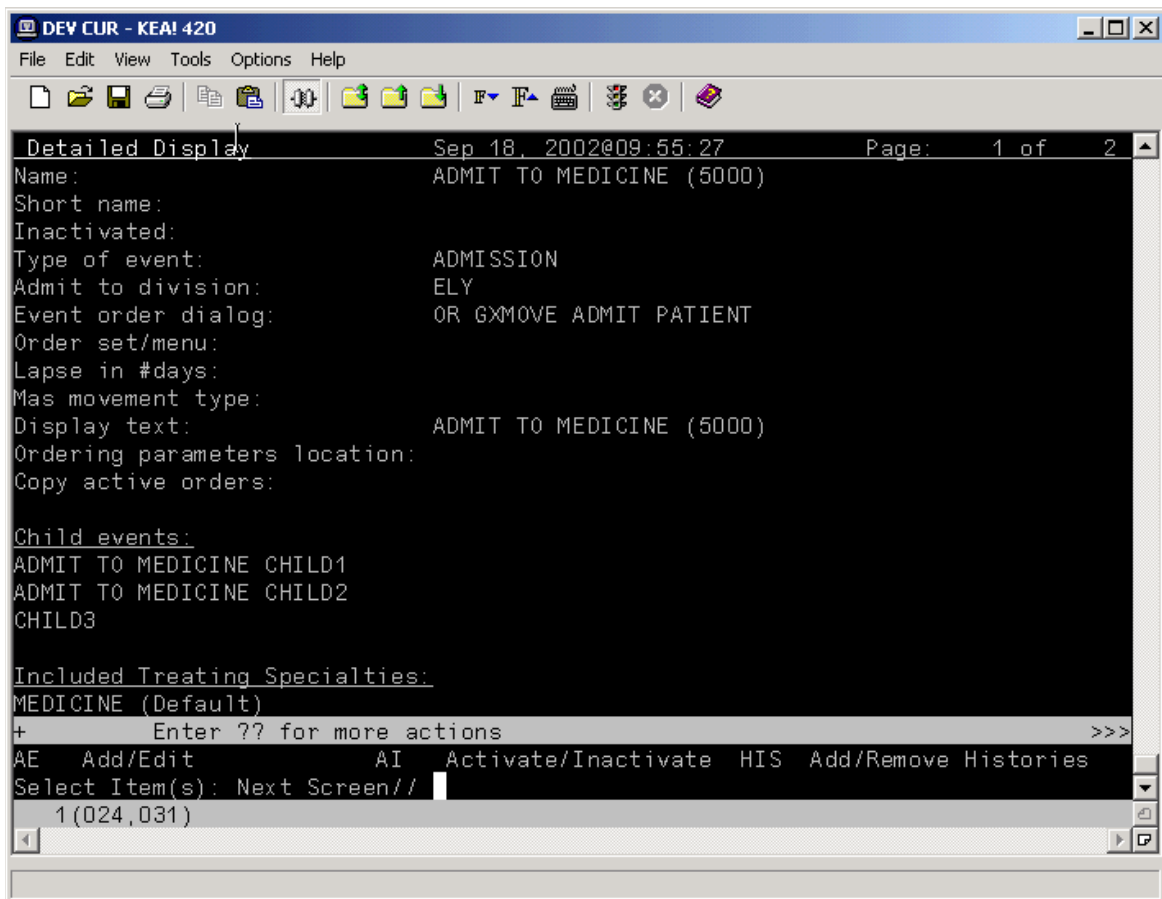 DEV CUR - KEA! 420
File Edit View Tools Options Help
Detailed Display Sep 18, 2002@09:55:27 Page: 1 of 2
Name: ADMIT TO MEDICINE (5000)
Short name:
Inactivated:
Type of event: ADMISSION
Admit to division: ELY
Event order dialog: OR GXMOVE ADMIT PATIENT
Order set/menu:
Lapse in #days:
Mas movement type:
Display text: ADMIT TO MEDICINE (5000)
Ordering parameters location:
Copy active orders:
Child events:
ADMIT TO MEDICINE CHILD1
ADMIT TO MEDICINE CHILD2
CHILD3
Included Treating Specialties:
MEDICINE (Default)
+ Enter ?? for more actions >>>
AE Add/Edit AI Activate/Inactivate HIS Add/Remove Histories
Select Item(s): Next Screen//
1(024,031)